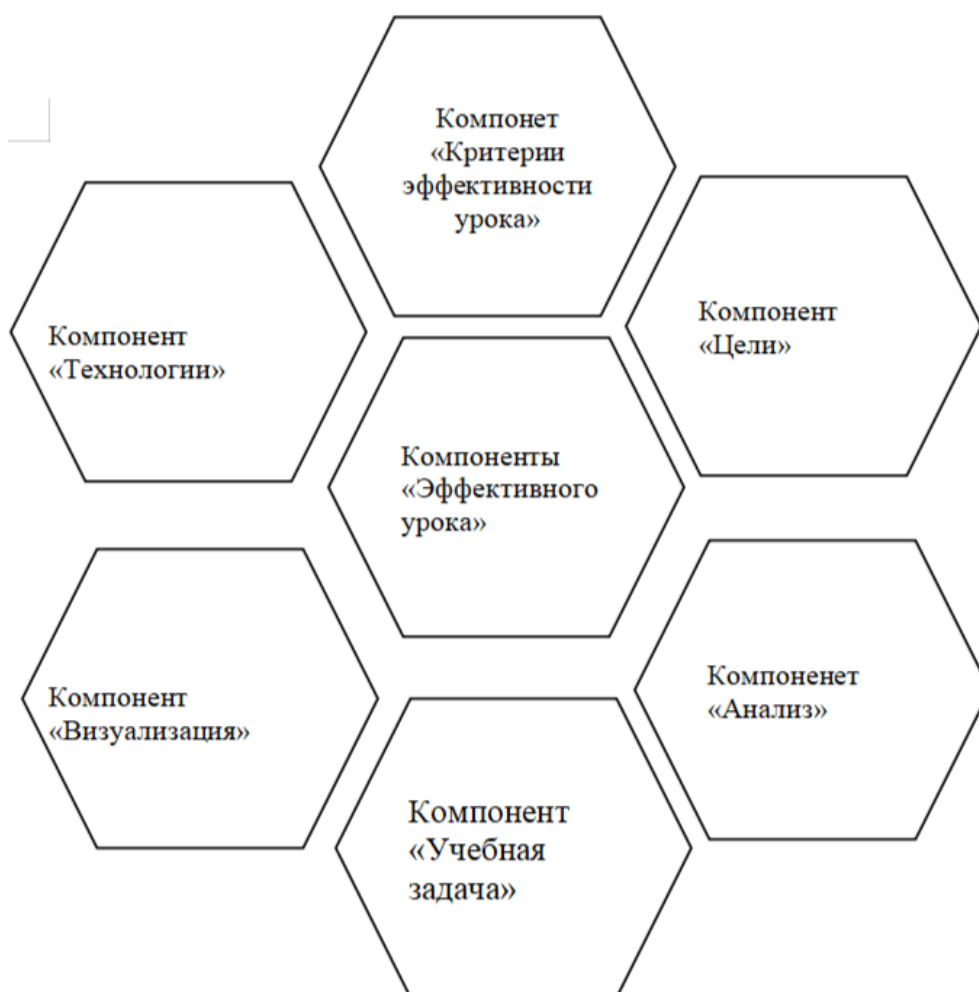 Компонет
«Критерии
эффективности
урока»
Компонент
«Технологии»
Компонент
«Цели»
Компоненты
«Эффективного
урока»
Компонент
«Визуализация»
Компоненет
«Анализ»
Компонент
«Учебная
задача»